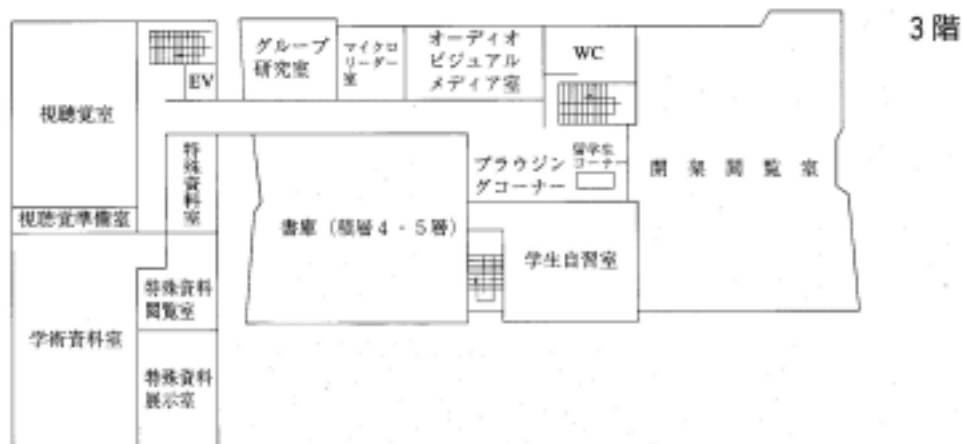 3階
視聴覚室
EV
グループ
研究室
マイクロ
リーダー
室
オーディオ
ビジュアル
メディア室
WC
特殊資料室
ブラウジン
グコーナー
留学生
コーナー
開架閲覧室
視聴覚準備室
書庫（積層4・5層）
学生自習室
特殊資料
閲覧室
学術資料室
特殊資料
展示室